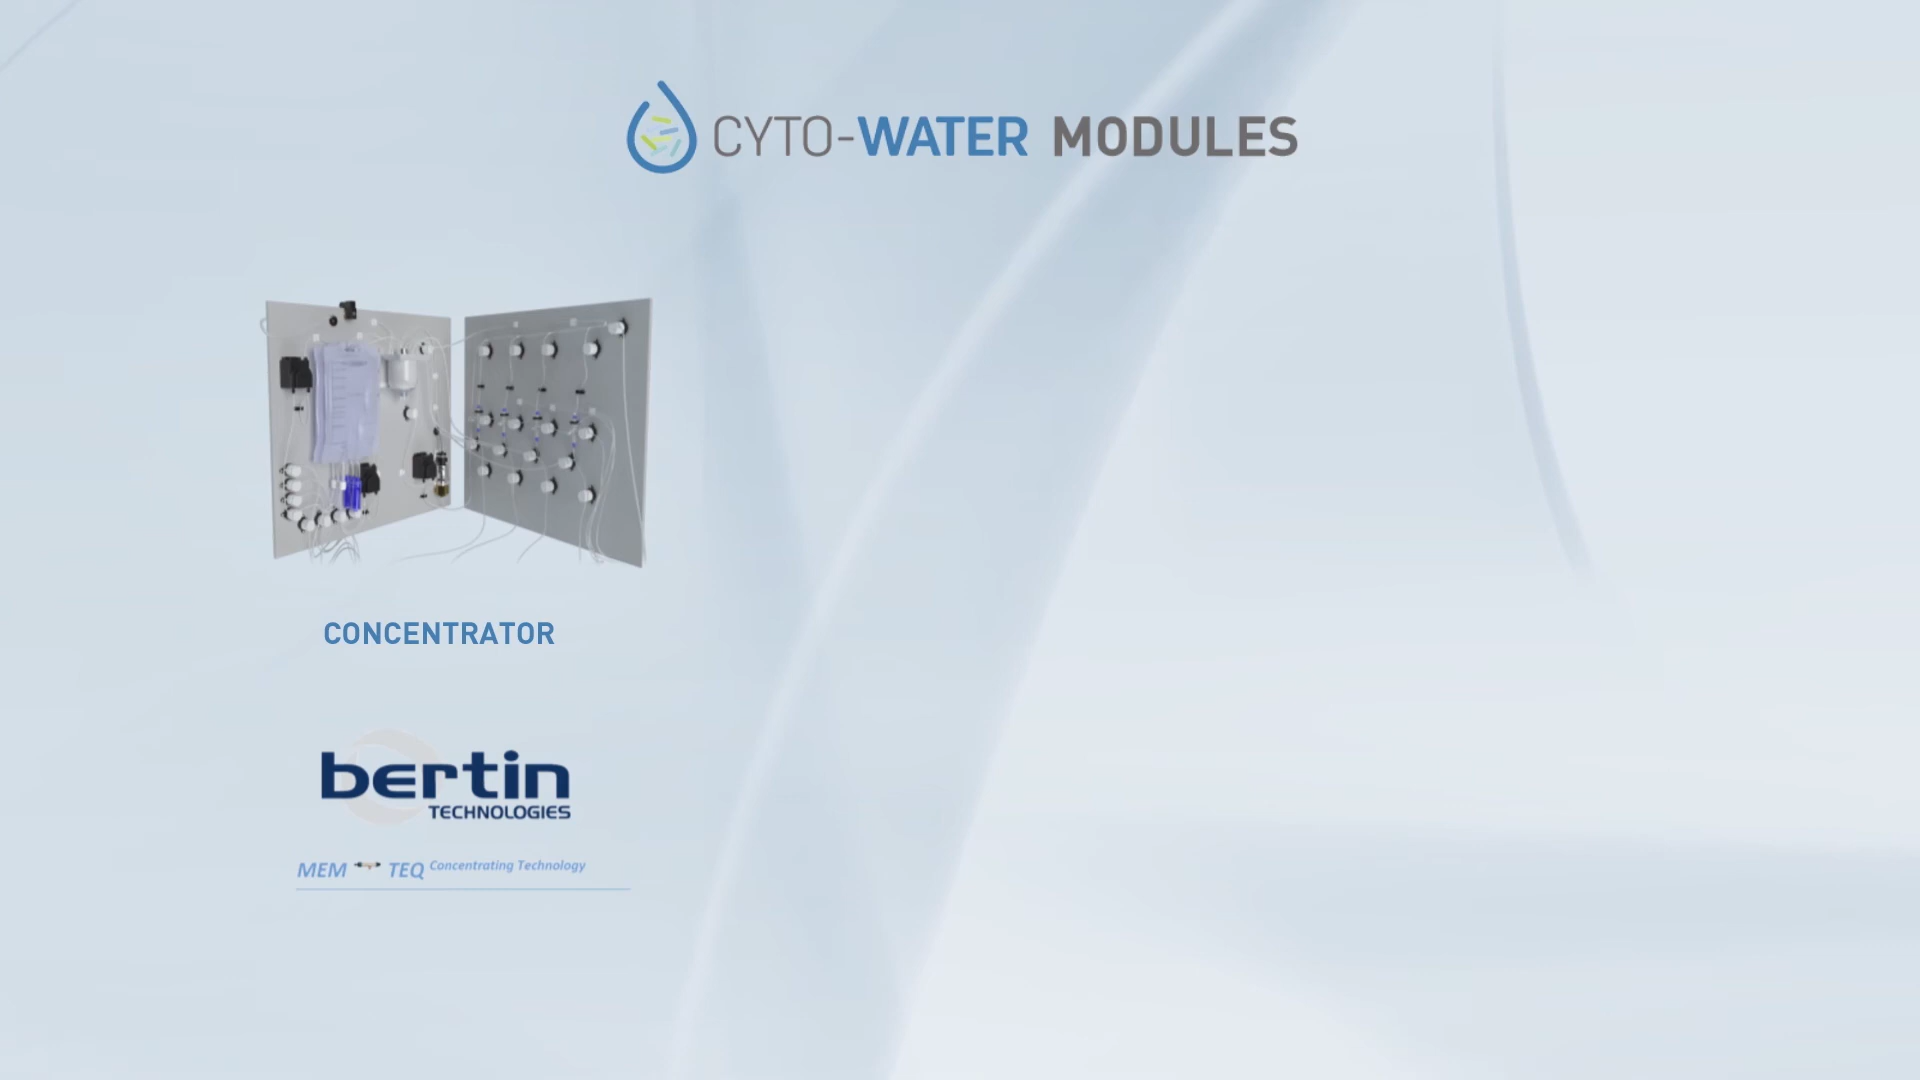 CYTO-WATER MODULES
CONCENTRATOR
bertin
TECHNOLOGIES
MEM TEQ Concentrating Technology